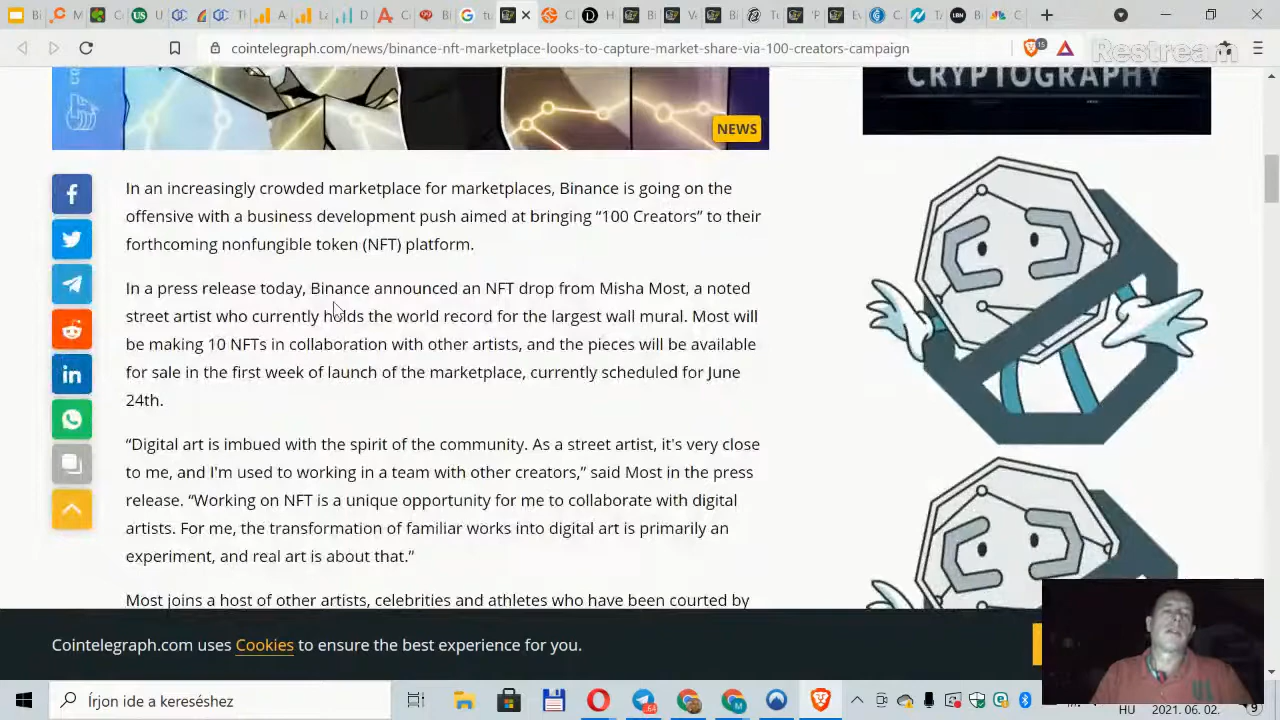 cointelegraph.com/news/binance-nft-marketplace-looks-to-capture-market-share-via-100-creators-campaign
15
Restream
CRYPTOGRAPHY
NEWS
In an increasingly crowded marketplace for marketplaces, Binance is going on the
offensive with a business development push aimed at bringing “100 Creators” to their
forthcoming nonfungible token (NFT) platform.
In a press release today, Binance announced an NFT drop from Misha Most, a noted
street artist who currently holds the world record for the largest wall mural. Most will
be making 10 NFTs in collaboration with other artists, and the pieces will be available
for sale in the first week of launch of the marketplace, currently scheduled for June
24th.
“Digital art is imbued with the spirit of the community. As a street artist, it's very close
to me, and I'm used to working in a team with other creators,” said Most in the press
release. “Working on NFT is a unique opportunity for me to collaborate with digital
artists. For me, the transformation of familiar works into digital art is primarily an
experiment, and real art is about that.”
Most joins a host of other artists, celebrities and athletes who have been courted by
Cointelegraph.com uses Cookies to ensure the best experience for you.
Írjon ide a kereséshez
HU
2021. 06. 02.